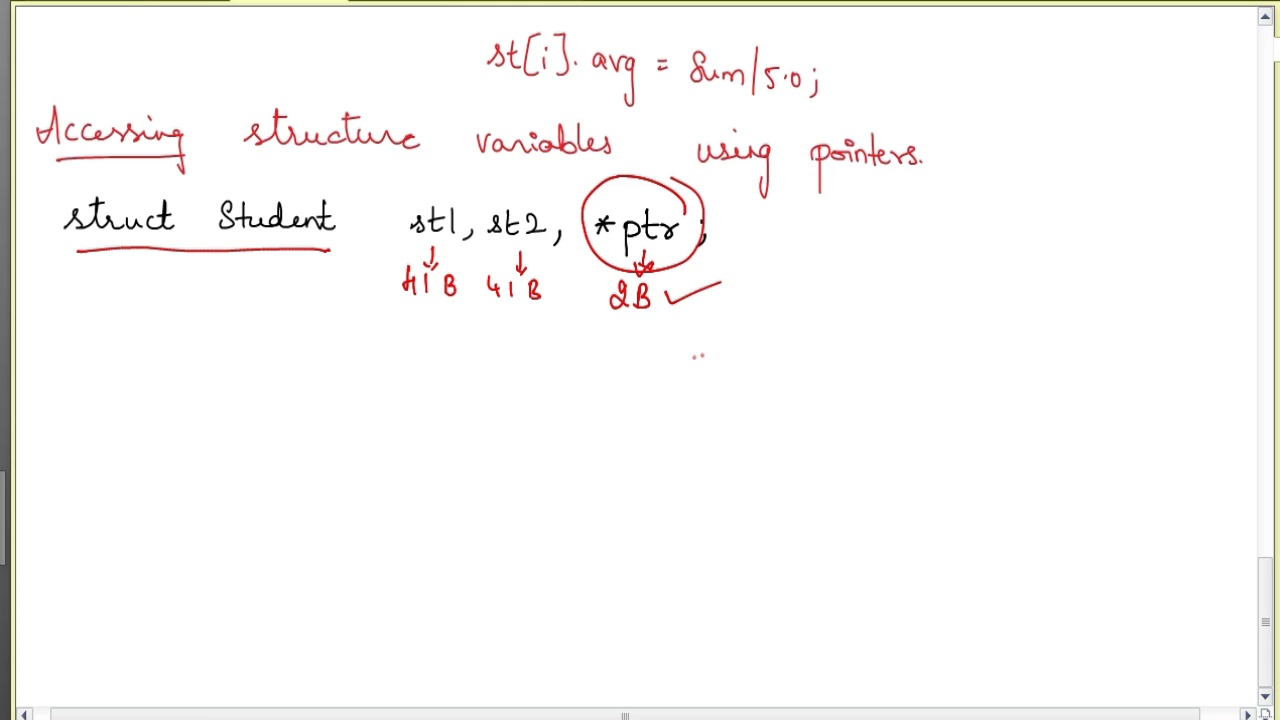 st[i].avg = Sum/5.0;
Accessing structure variables using pointers.
struct Student st1, st2, *ptr;
41B 41B 2B